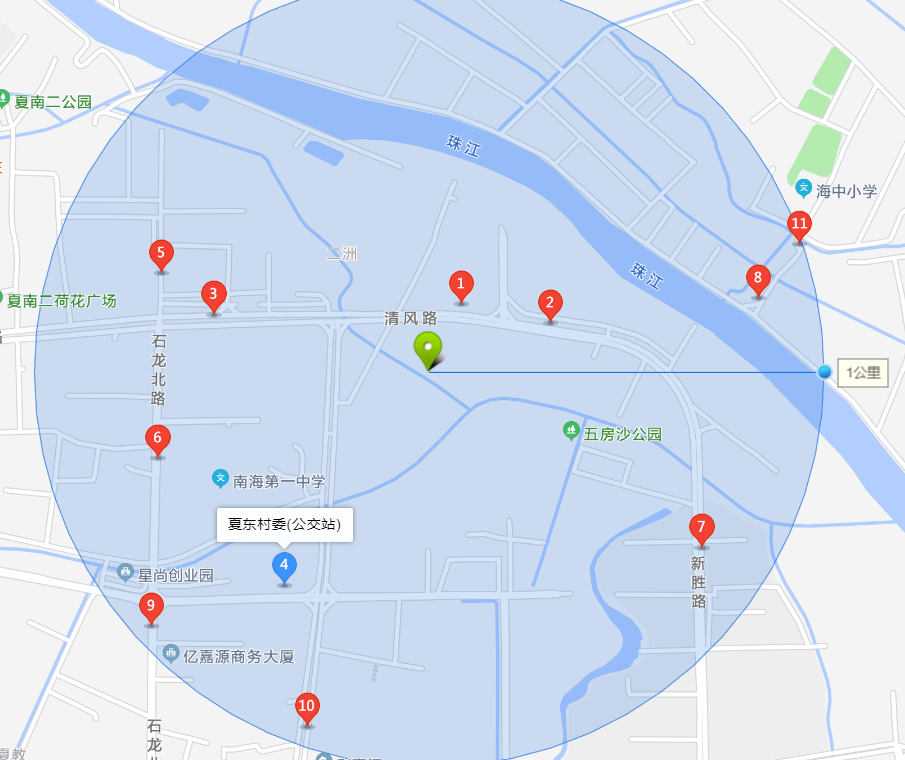 夏南二公园
珠江
海中小学
11
5
二洲
珠江
8
1
3
2
夏南二荷花广场
清风路
石龙北路
1公里
五房沙公园
6
南海第一中学
夏东村委(公交站)
7
4
星尚创业园
新胜路
9
亿嘉源商务大厦
10
石龙北
夏教